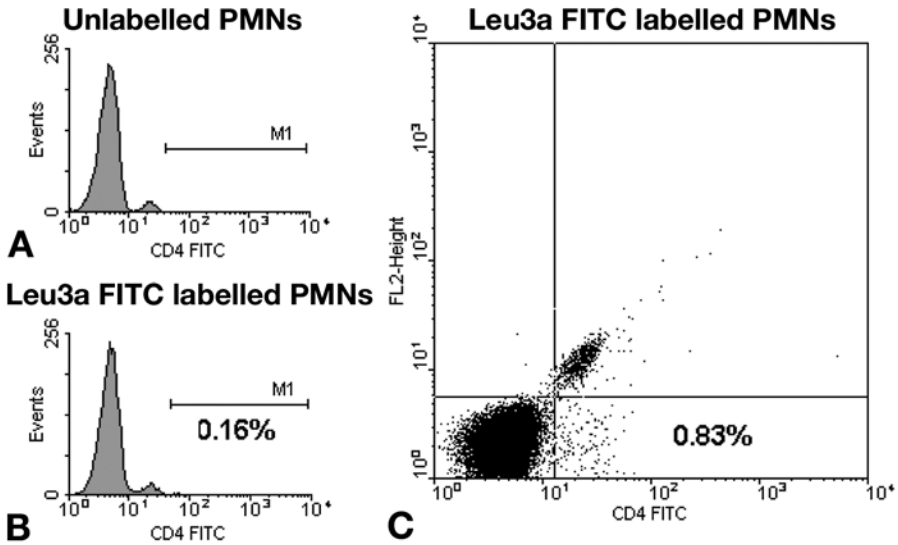 Unlabelled PMNs
256
Events
M1
0
10⁰ 10¹ 10² 10³ 10⁴
CD4 FITC
A
Leu3a FITC labelled PMNs
256
Events
M1
0.16%
0
10⁰ 10¹ 10² 10³ 10⁴
CD4 FITC
B
Leu3a FITC labelled PMNs
10⁴
10³
FL2-Height
10²
10¹
0.83%
10⁰
10⁰ 10¹ 10² 10³ 10⁴
CD4 FITC
C